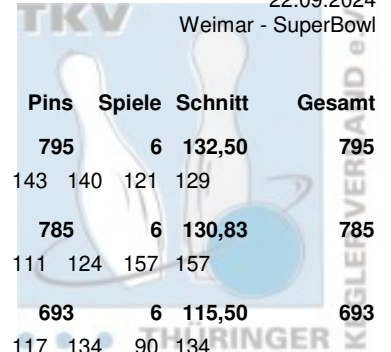 22.09.2024
TKV
Weimar - SuperBowl
Pins Spiele Schnitt Gesamt
795 6 132,50 795
143 140 121 129
785 6 130,83 785
111 124 157 157
693 6 115,50 693
117 134 90 134
THÜRINGER
KEGLER VERBAND e.V.